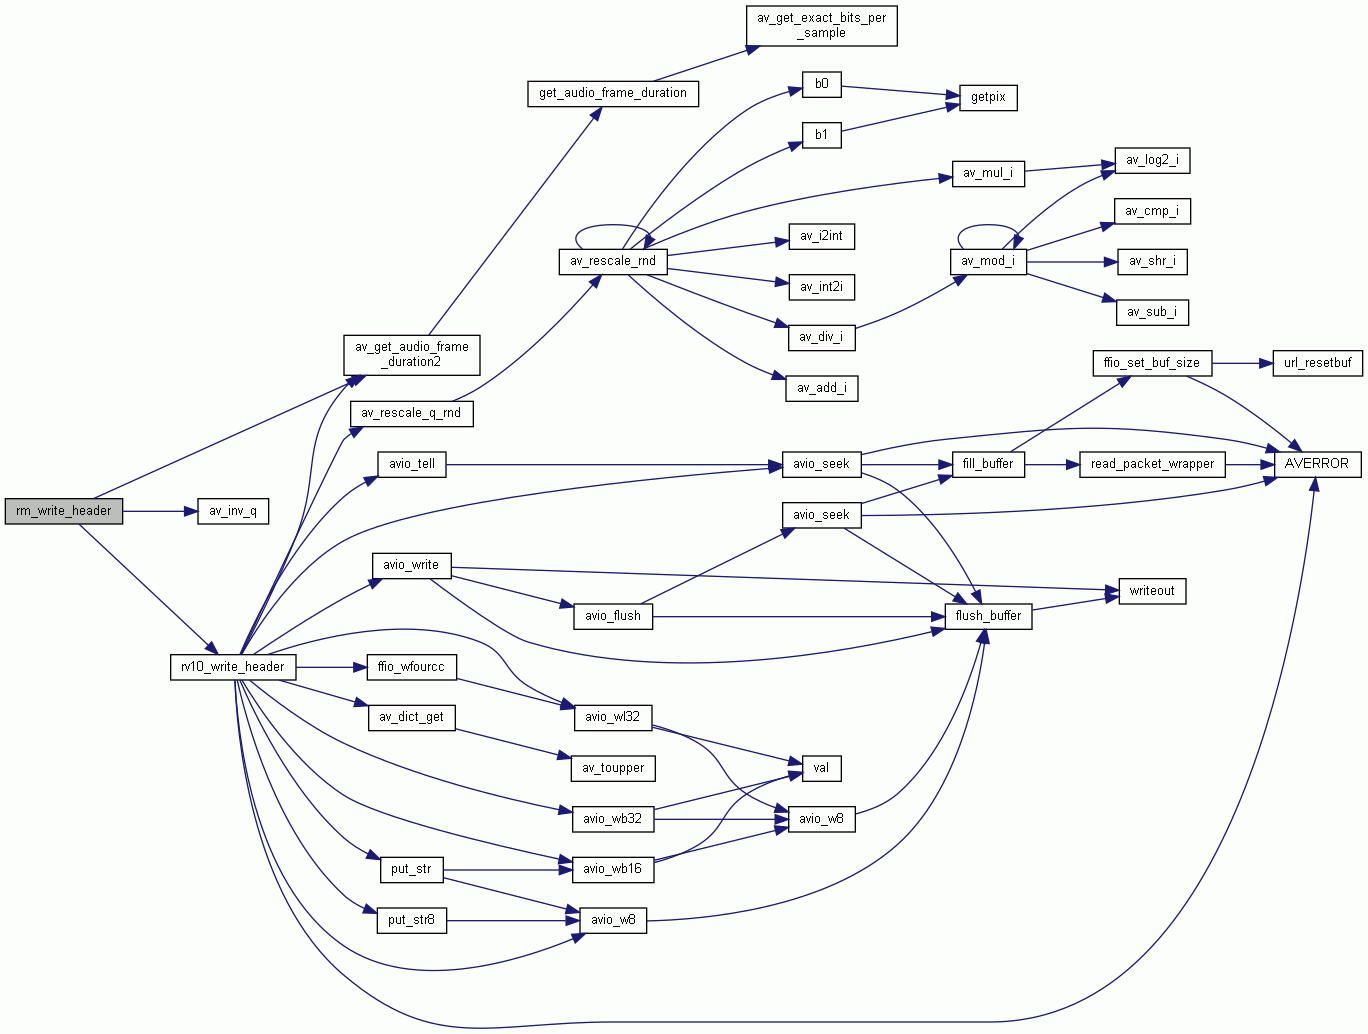 av_get_exact_bits_per
_sample
get_audio_frame_duration
b0
getpix
b1
av_log2_i
av_mul_i
av_cmp_i
av_i2int
av_rescale_rnd
av_mod_i
av_shr_i
av_int2i
av_sub_i
av_div_i
av_get_audio_frame
_duration2
ffio_set_buf_size
url_resetbuf
av_add_i
av_rescale_q_rnd
avio_tell
avio_seek
fill_buffer
read_packet_wrapper
AVERROR
rm_write_header
av_inv_q
avio_seek
avio_write
writeout
avio_flush
flush_buffer
rv10_write_header
ffio_wfourcc
av_dict_get
avio_wl32
av_toupper
val
avio_wb32
avio_w8
put_str
avio_wb16
put_str8
avio_w8